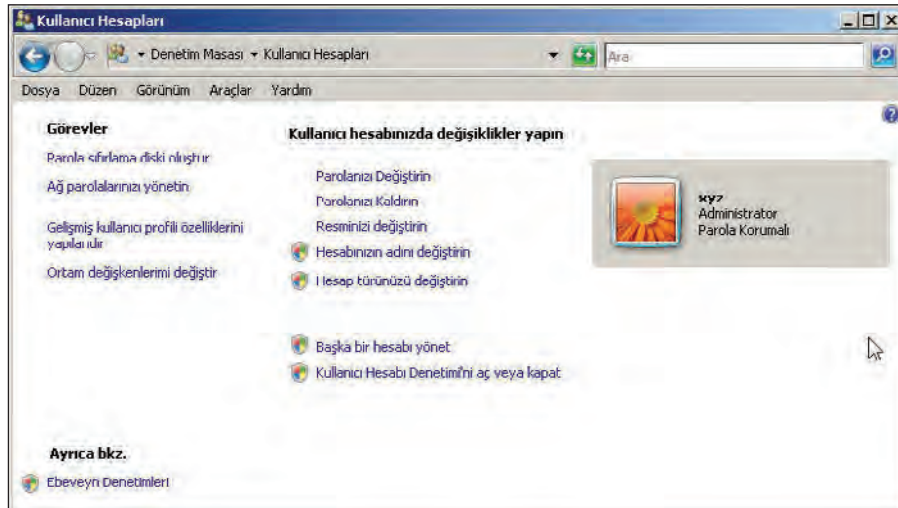 Kullanıcı Hesapları
Denetim Masası Kullanıcı Hesapları
Ara
Dosya Düzen Görünüm Araçlar Yardım
Görevler
Parola sıfırlama diski oluştur
Ağ parolalarınızı yönetin
Gelişmiş kullanıcı profili özelliklerini
yapılandır
Ortam değişkenlerimi değiştir
Kullanıcı hesabınızda değişiklikler yapın
Parolanızı Değiştirin
Parolanızı Kaldırın
Resminizi değiştirin
Hesabınızın adını değiştirin
Hesap türünüzü değiştirin
Başka bir hesabı yönet
Kullanıcı Hesabı Denetimi'ni aç veya kapat
xyz
Administrator
Parola Korumalı
Ayrıca bkz.
Ebeveyn Denetimleri